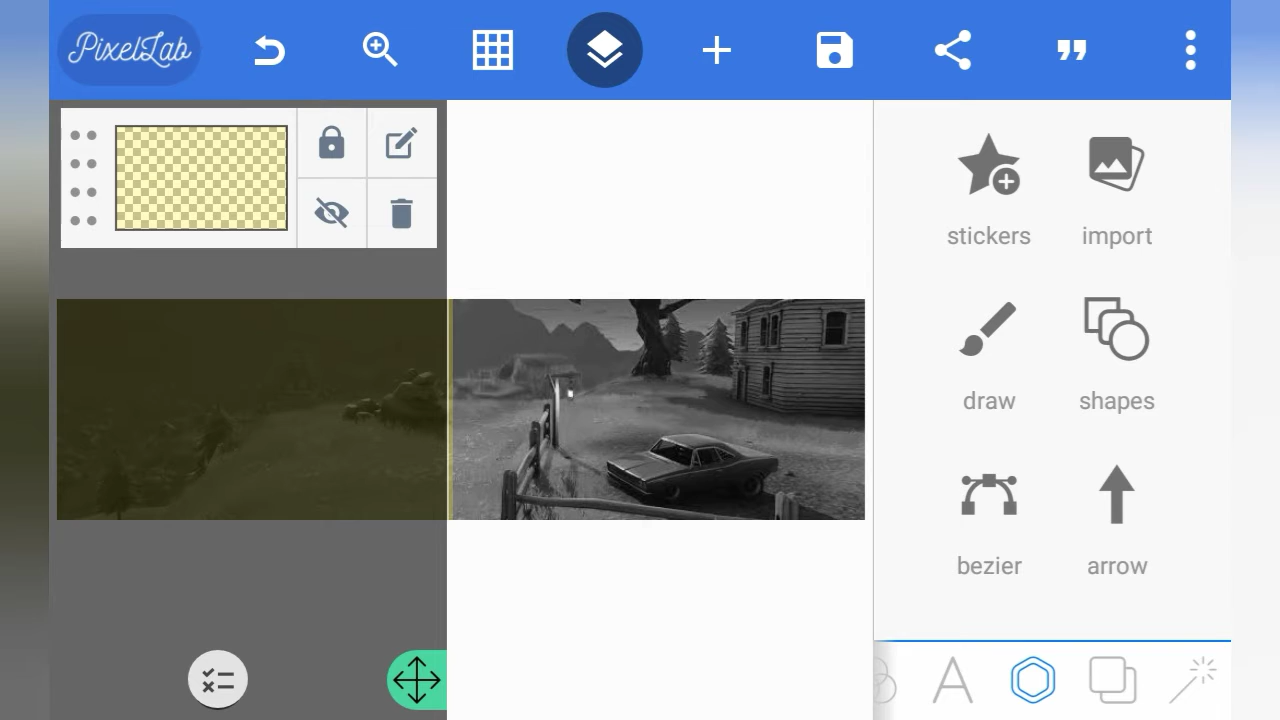 PixelLab
stickers
import
draw
shapes
bezier
arrow